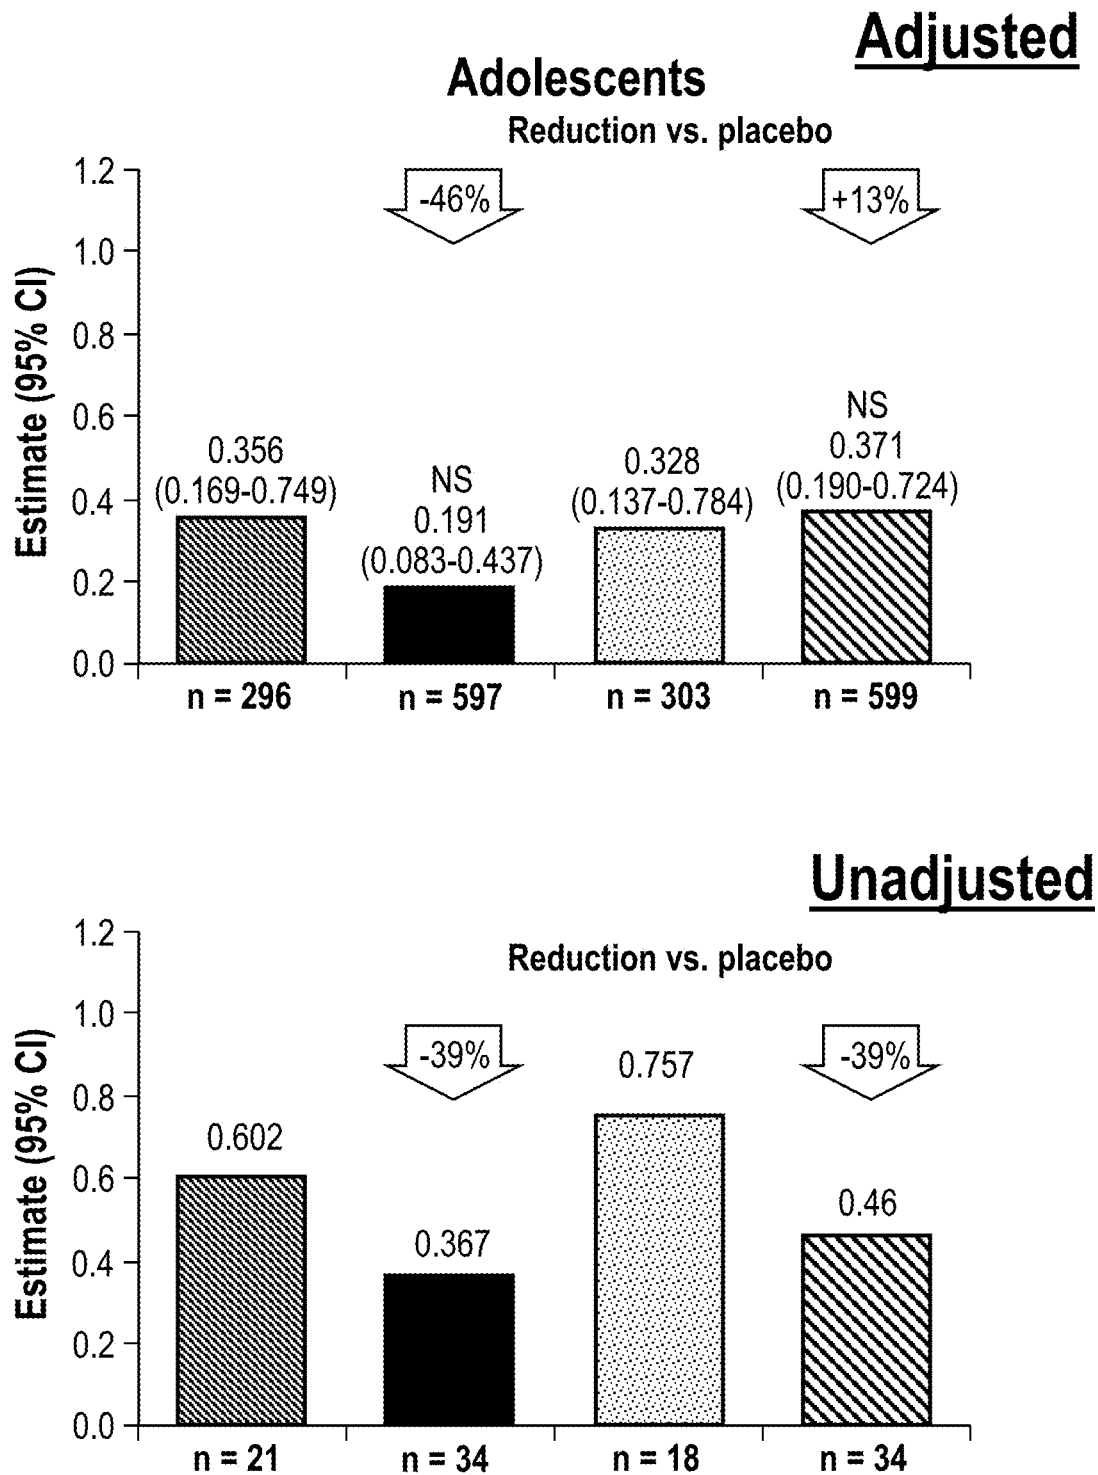 Adjusted
Adolescents
Reduction vs. placebo
-46%
+13%
Estimate (95% CI)
1.2
1.0
0.8
0.6
0.4
0.2
0.0
0.356
(0.169-0.749)
NS
0.191
(0.083-0.437)
0.328
(0.137-0.784)
NS
0.371
(0.190-0.724)
n = 296
n = 597
n = 303
n = 599
Unadjusted
Reduction vs. placebo
-39%
-39%
Estimate (95% CI)
1.2
1.0
0.8
0.6
0.4
0.2
0.0
0.602
0.367
0.757
0.46
n = 21
n = 34
n = 18
n = 34